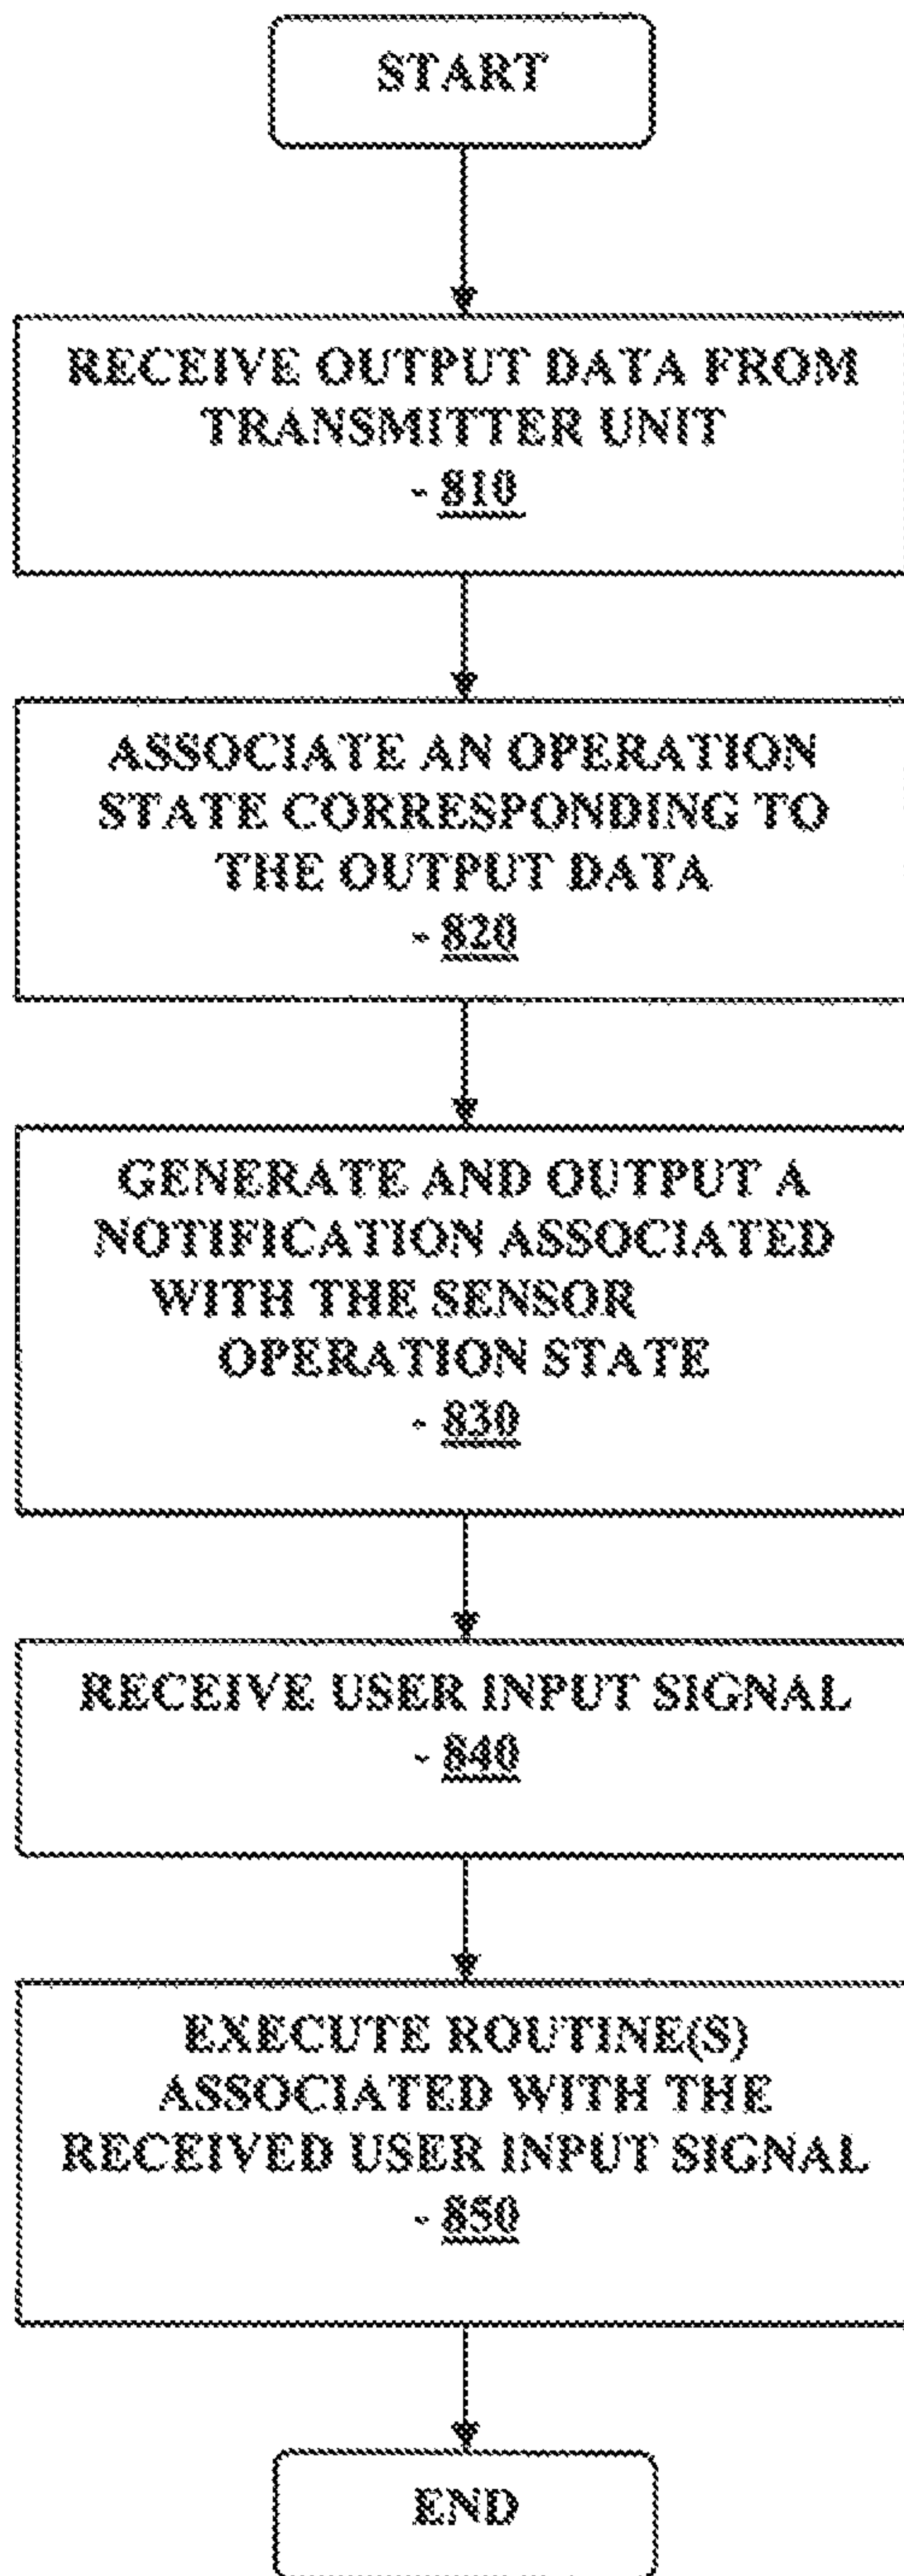 START
RECEIVE OUTPUT DATA FROM
TRANSMITTER UNIT
- 810
ASSOCIATE AN OPERATION
STATE CORRESPONDING TO
THE OUTPUT DATA
- 820
GENERATE AND OUTPUT A
NOTIFICATION ASSOCIATED
WITH THE SENSOR
OPERATION STATE
- 830
RECEIVE USER INPUT SIGNAL
- 840
EXECUTE ROUTINE(S)
ASSOCIATED WITH THE
RECEIVED USER INPUT SIGNAL
- 850
END